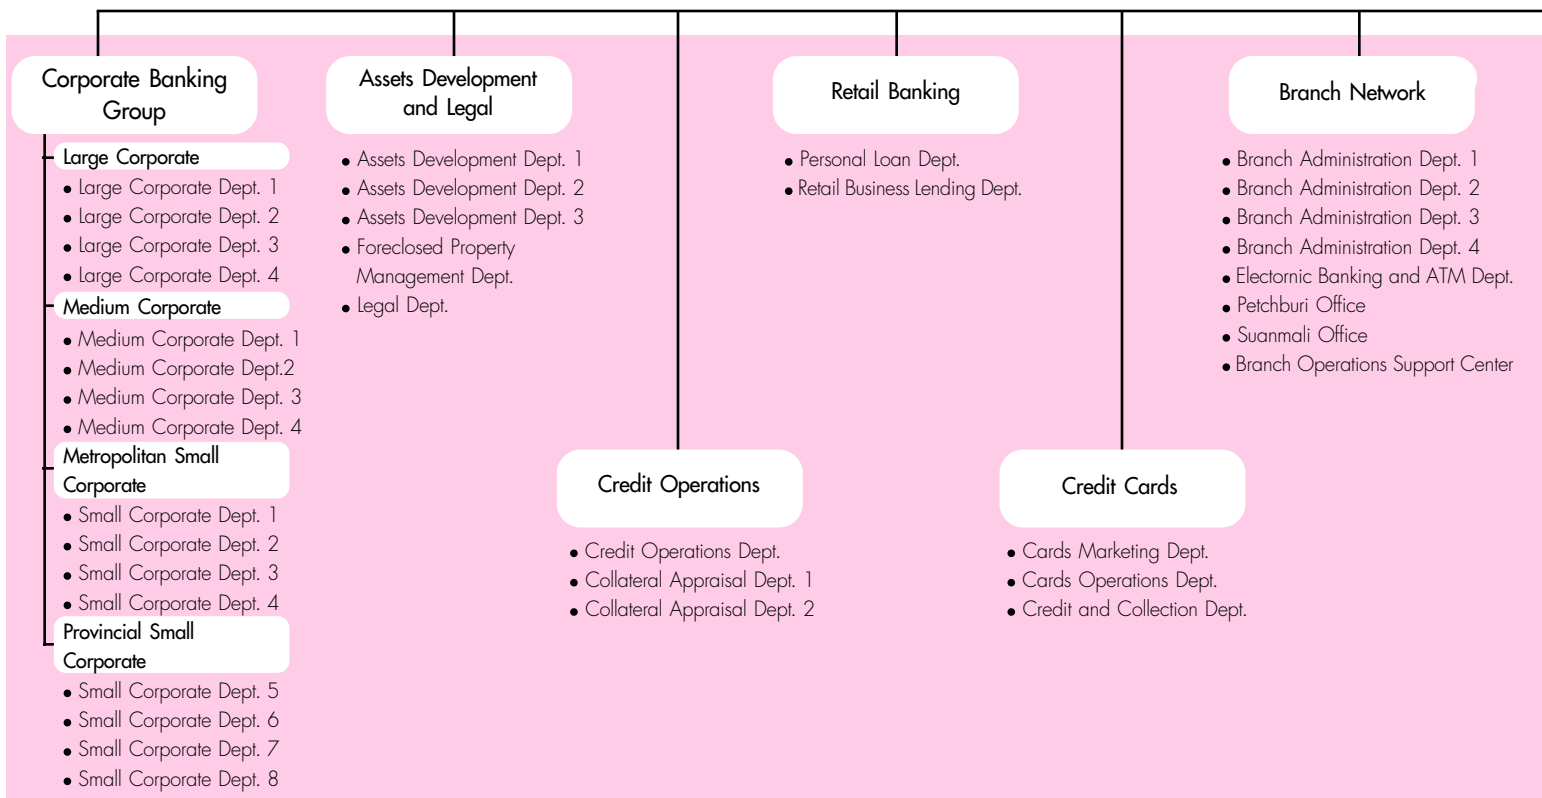 Corporate Banking
Group
Large Corporate
• Large Corporate Dept. 1
• Large Corporate Dept. 2
• Large Corporate Dept. 3
• Large Corporate Dept. 4
Medium Corporate
• Medium Corporate Dept. 1
• Medium Corporate Dept.2
• Medium Corporate Dept. 3
• Medium Corporate Dept. 4
Metropolitan Small
Corporate
• Small Corporate Dept. 1
• Small Corporate Dept. 2
• Small Corporate Dept. 3
• Small Corporate Dept. 4
Provincial Small
Corporate
• Small Corporate Dept. 5
• Small Corporate Dept. 6
• Small Corporate Dept. 7
• Small Corporate Dept. 8
Assets Development
and Legal
• Assets Development Dept. 1
• Assets Development Dept. 2
• Assets Development Dept. 3
• Foreclosed Property
Management Dept.
• Legal Dept.
Credit Operations
• Credit Operations Dept.
• Collateral Appraisal Dept. 1
• Collateral Appraisal Dept. 2
Retail Banking
• Personal Loan Dept.
• Retail Business Lending Dept.
Credit Cards
• Cards Marketing Dept.
• Cards Operations Dept.
• Credit and Collection Dept.
Branch Network
• Branch Administration Dept. 1
• Branch Administration Dept. 2
• Branch Administration Dept. 3
• Branch Administration Dept. 4
• Electornic Banking and ATM Dept.
• Petchburi Office
• Suanmali Office
• Branch Operations Support Center